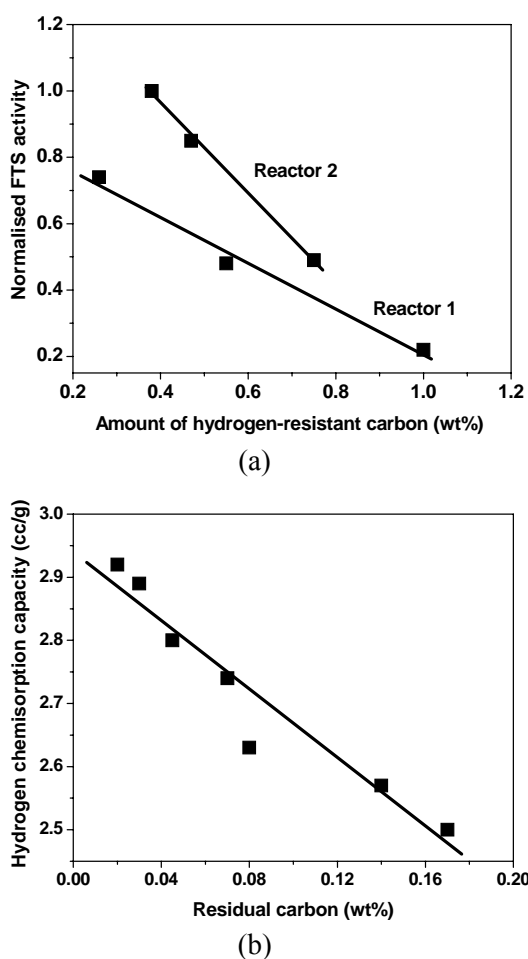 Normalised FTS activity
1.2
1.0
0.8
0.6
0.4
0.2
Reactor 2
Reactor 1
0.2 0.4 0.6 0.8 1.0 1.2
Amount of hydrogen-resistant carbon (wt%)
(a)
Hydrogen chemisorption capacity (cc/g)
3.0
2.9
2.8
2.7
2.6
2.5
0.00 0.04 0.08 0.12 0.16 0.20
Residual carbon (wt%)
(b)